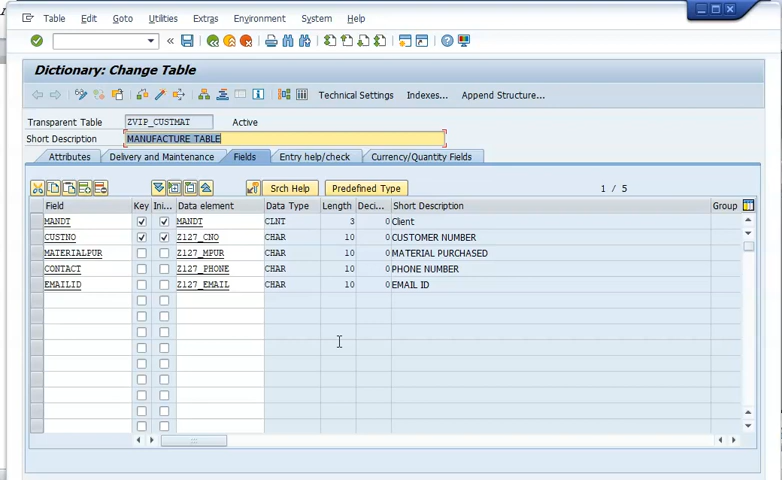 Table Edit Goto Utilities Extras Environment System Help
Dictionary: Change Table
Technical Settings Indexes... Append Structure...
Transparent Table ZVIP_CUSTMAT Active
Short Description MANUFACTURE TABLE
Attributes Delivery and Maintenance Fields Entry help/check Currency/Quantity Fields
Srch Help Predefined Type 1 / 5
Field Key Ini... Data element Data Type Length Deci... Short Description Group
MANDT MANDT CLNT 3 0 Client
CUSTNO Z127_CNO CHAR 10 0 CUSTOMER NUMBER
MATERIALPUR Z127_MPUR CHAR 10 0 MATERIAL PURCHASED
CONTACT Z127_PHONE CHAR 10 0 PHONE NUMBER
EMAILID Z127_EMAIL CHAR 10 0 EMAIL ID